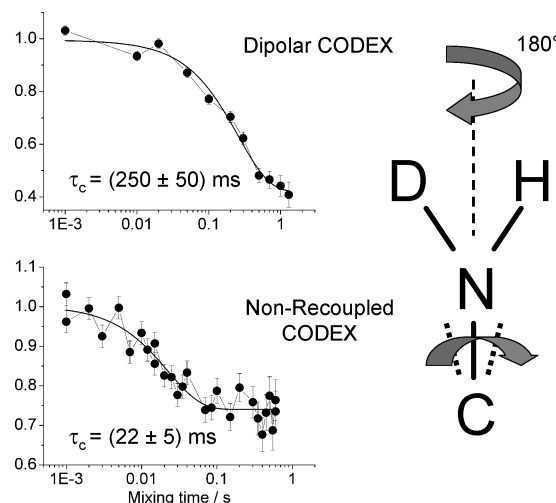 1.0
0.8
0.6
0.4
Dipolar CODEX
τc = (250 ± 50) ms
1E-3 0.01 0.1 1
180°
D H
N
C
1.1
1.0
0.9
0.8
0.7
0.6
0.5
Non-Recoupled
CODEX
τc = (22 ± 5) ms
1E-3 0.01 0.1 1
Mixing time / s